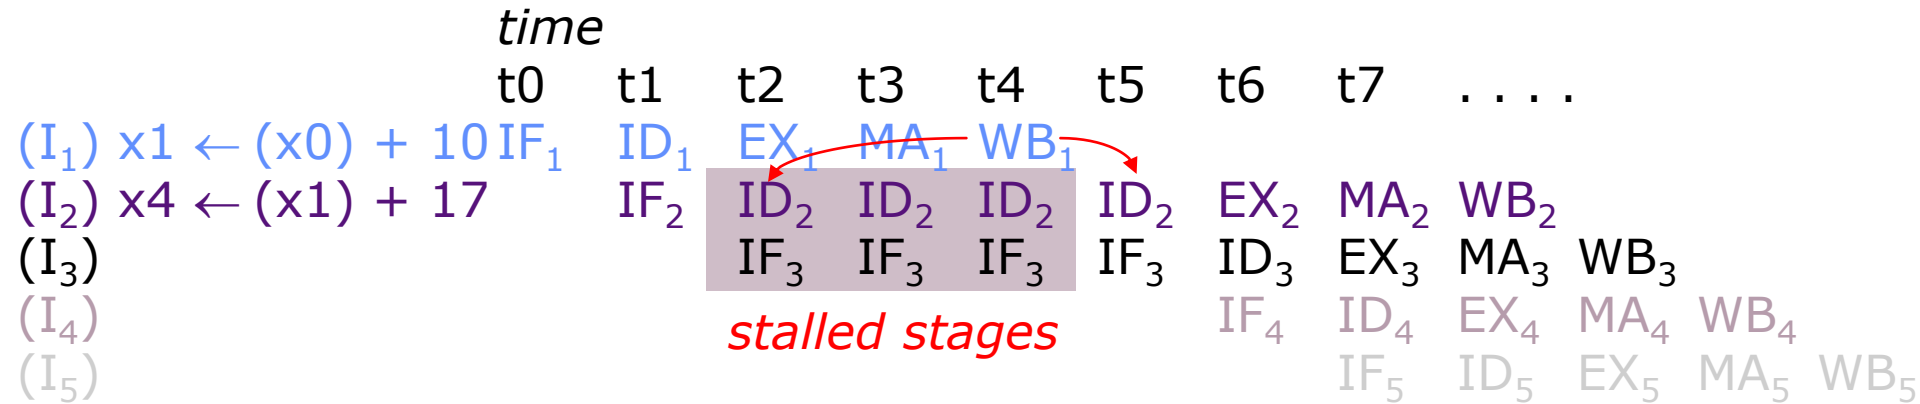 time
t0 t1 t2 t3 t4 t5 t6 t7 . . . .
(I₁) x1 ← (x0) + 10 IF₁ ID₁ EX₁ MA₁ WB₁
(I₂) x4 ← (x1) + 17 IF₂ ID₂ ID₂ ID₂ ID₂ EX₂ MA₂ WB₂
(I₃) IF₃ IF₃ IF₃ IF₃ ID₃ EX₃ MA₃ WB₃
(I₄) IF₄ ID₄ EX₄ MA₄ WB₄
stalled stages
(I₅) IF₅ ID₅ EX₅ MA₅ WB₅